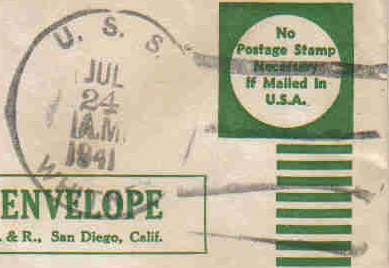 U. S. S.
JUL
24
A.M.
1941
No
Postage Stamp
Necessary
If Mailed In
U.S.A.
ENVELOPE
. & R., San Diego, Calif.